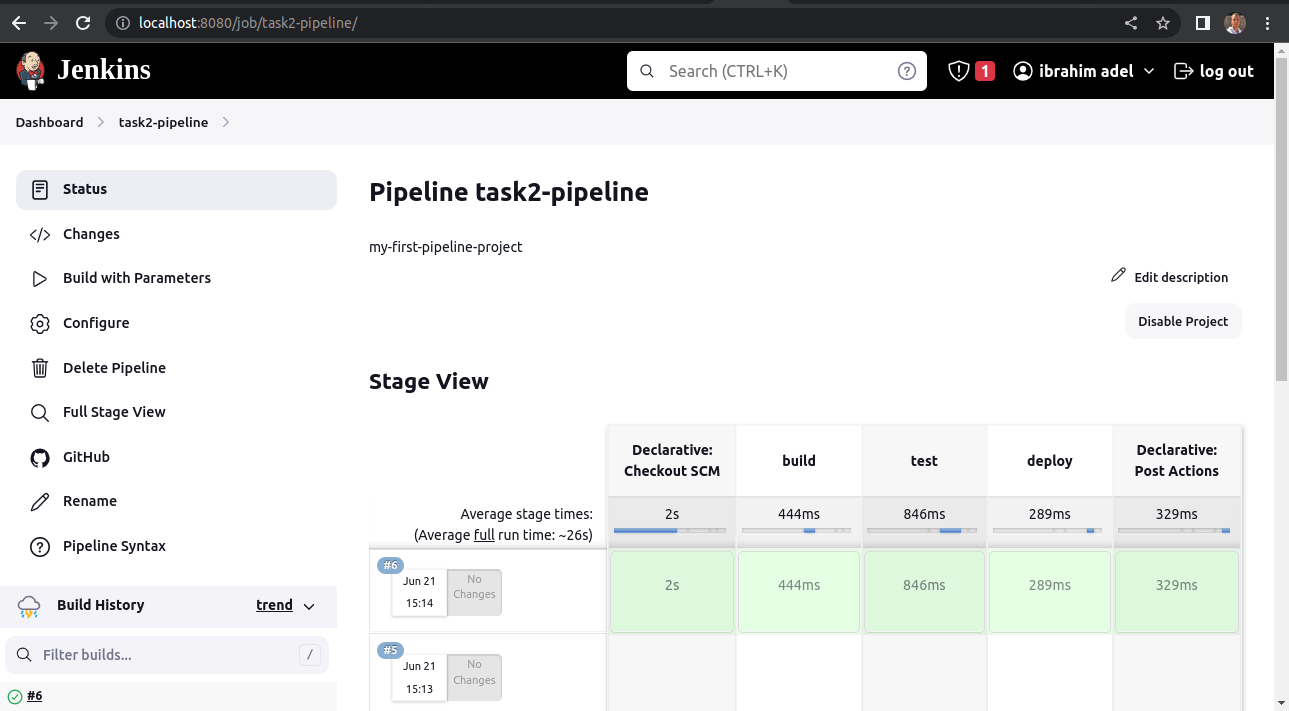 localhost:8080/job/task2-pipeline/
Jenkins
Search (CTRL+K)
?
1
ibrahim adel
log out
Dashboard
task2-pipeline
Status
Changes
Build with Parameters
Configure
Delete Pipeline
Full Stage View
GitHub
Rename
Pipeline Syntax
Build History
trend
Filter builds...
/
#6
Pipeline task2-pipeline
my-first-pipeline-project
Edit description
Disable Project
Stage View
Declarative:
Checkout SCM
build
test
deploy
Declarative:
Post Actions
Average stage times:
(Average full run time: ~26s)
2s
444ms
846ms
289ms
329ms
#6
Jun 21
15:14
No
Changes
2s
444ms
846ms
289ms
329ms
#5
Jun 21
15:13
No
Changes